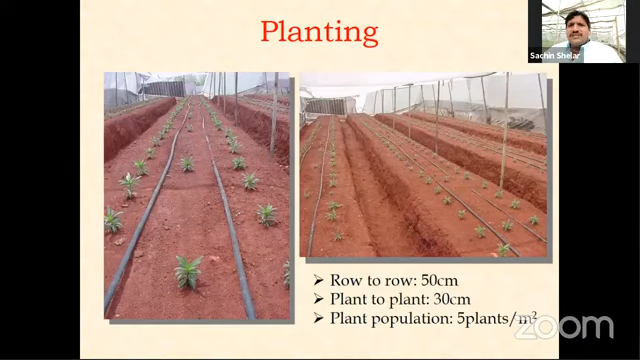 Planting
Sachin Shelar
➢ Row to row: 50cm
➢ Plant to plant: 30cm
➢ Plant population: 5plants/m²
zoom